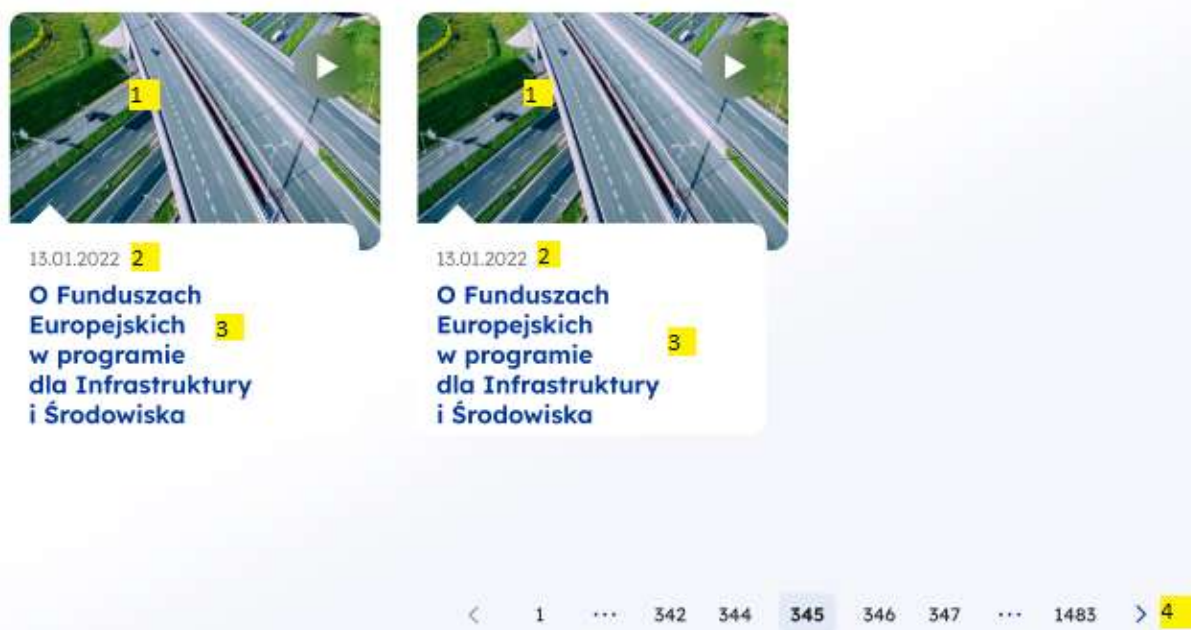 1
1
13.01.2022 2
O Funduszach
Europejskich 3
w programie
dla Infrastruktury
i Środowiska
13.01.2022 2
O Funduszach
Europejskich
3
w programie
dla Infrastruktury
i Środowiska
< 1 ... 342 344 345 346 347 ... 1483 > 4